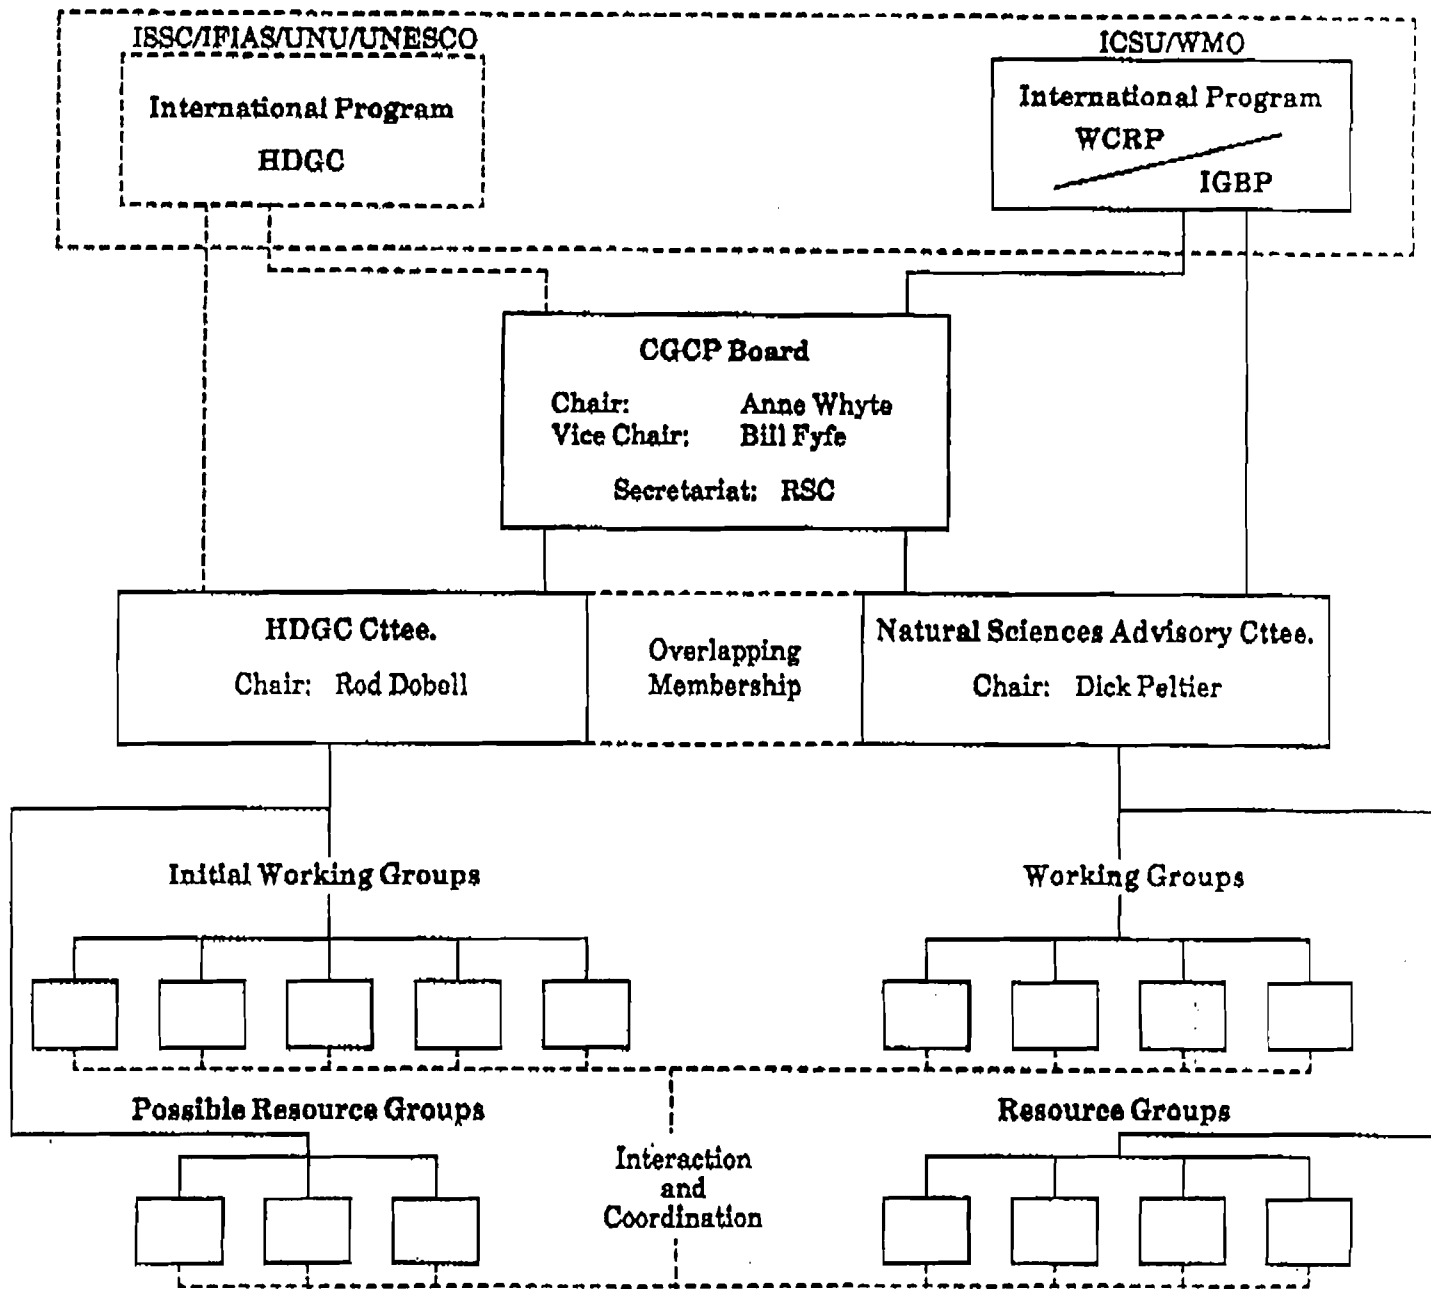 ISSC/IFIAS/UNU/UNESCO
International Program
HDGC
ICSU/WMO
International Program
WCRP
IGBP
CGCP Board
Chair: Anne Whyte
Vice Chair: Bill Fyfe
Secretariat: RSC
HDGC Cttee.
Chair: Rod Dobell
Overlapping
Membership
Natural Sciences Advisory Cttee.
Chair: Dick Peltier
Initial Working Groups
Working Groups
Possible Resource Groups
Resource Groups
Interaction
and
Coordination